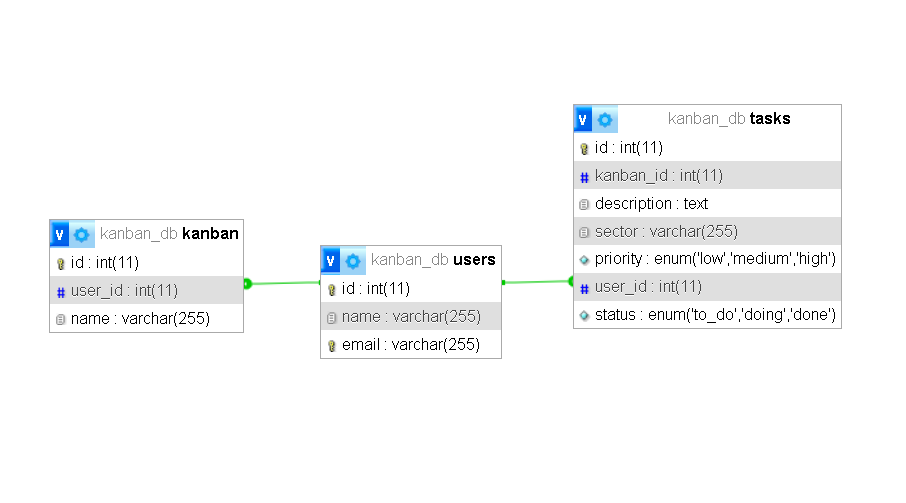 v kanban_db kanban
id : int(11)
# user_id : int(11)
name : varchar(255)
v kanban_db users
id : int(11)
name : varchar(255)
email : varchar(255)
v kanban_db tasks
id : int(11)
# kanban_id : int(11)
description : text
sector : varchar(255)
priority : enum('low','medium','high')
# user_id : int(11)
status : enum('to_do','doing','done')